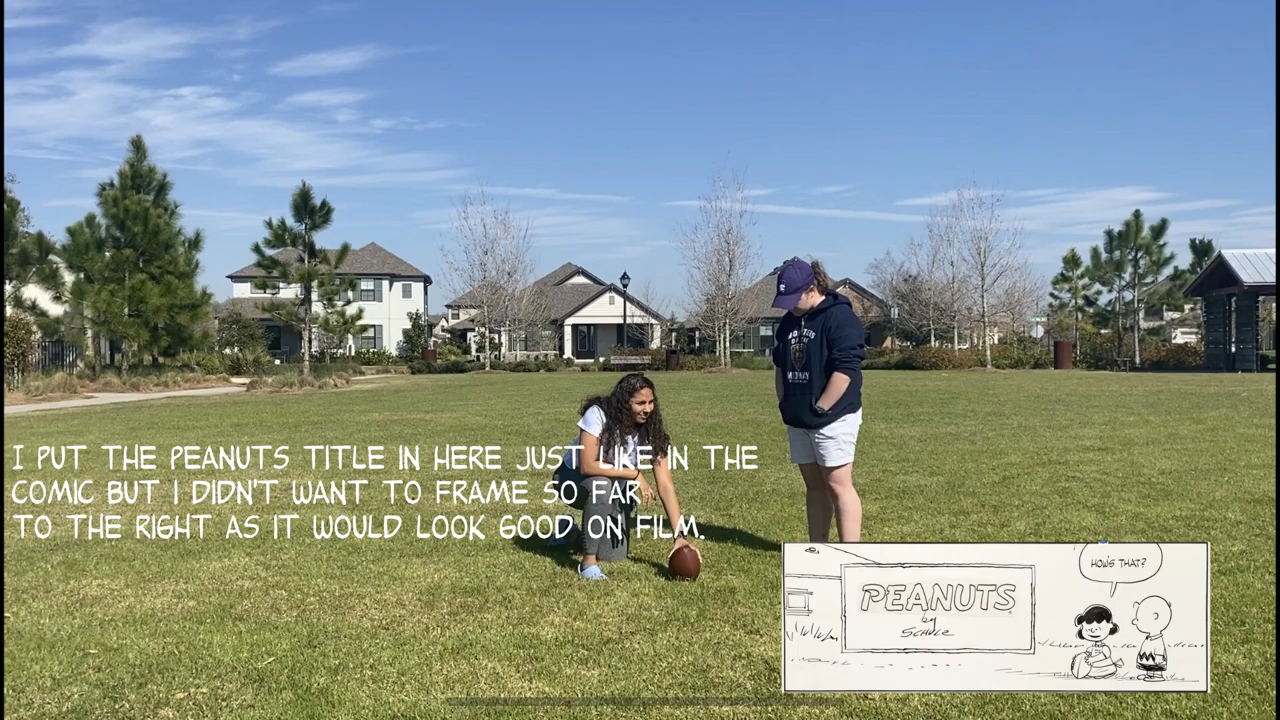 I PUT THE PEANUTS TITLE IN HERE JUST LIKE IN THE
COMIC BUT I DIDN'T WANT TO FRAME SO FAR
TO THE RIGHT AS IT WOULD LOOK GOOD ON FILM.
HOW'S THAT?
PEANUTS
by
SCHULZ